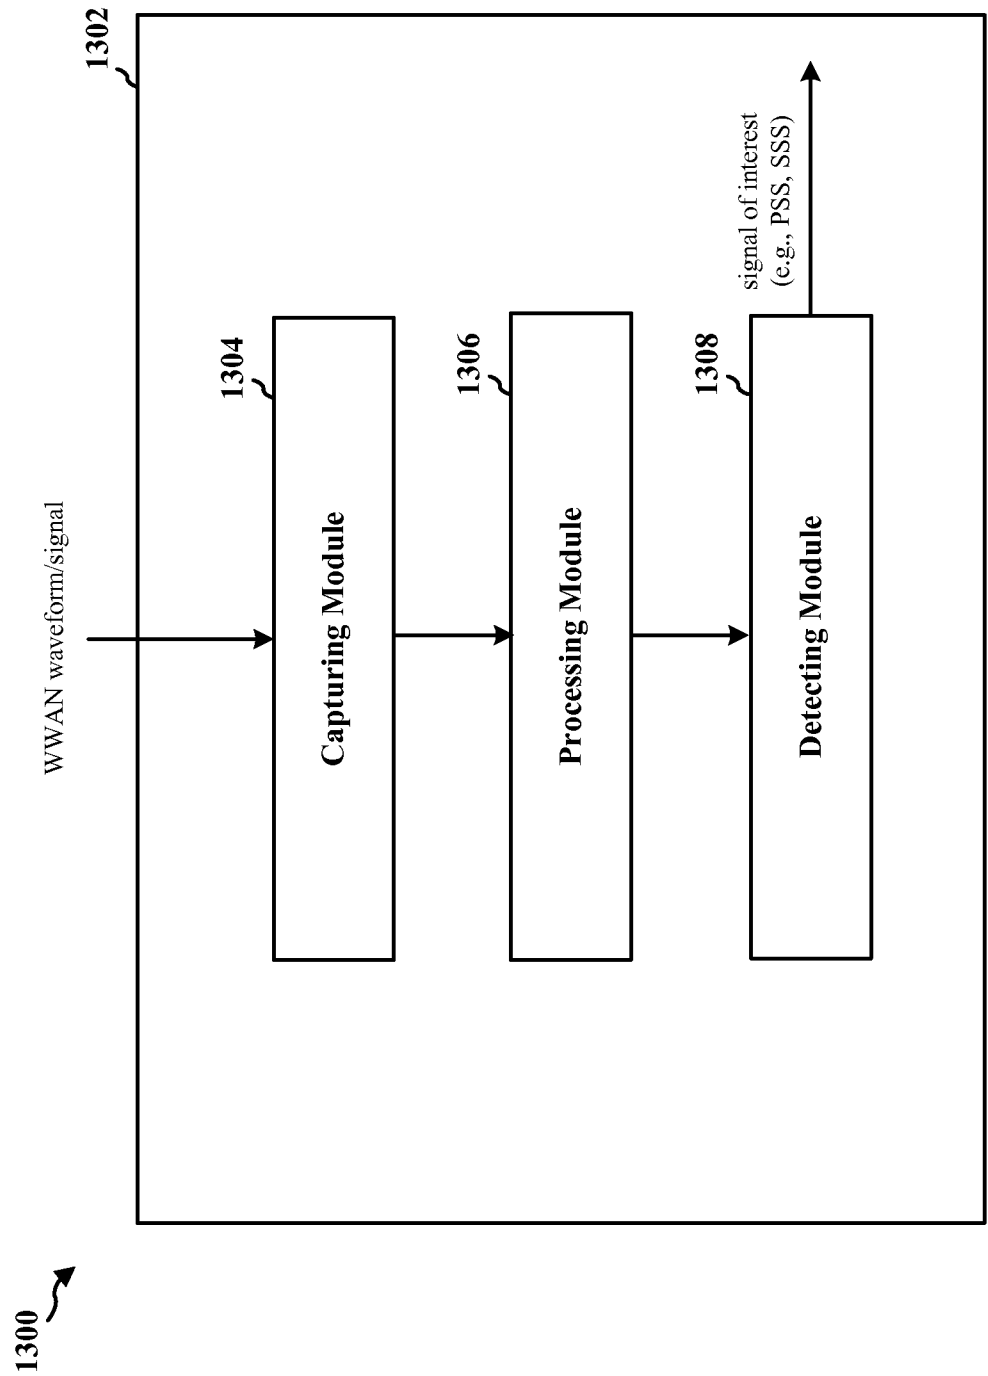 1300
1302
WWAN waveform/signal
1304
Capturing Module
1306
Processing Module
1308
Detecting Module
signal of interest
(e.g., PSS, SSS)